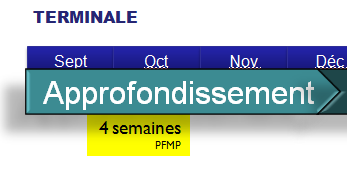 TERMINALE
Sept Oct Nov Déc
Approfondissement
4 semaines
PFMP